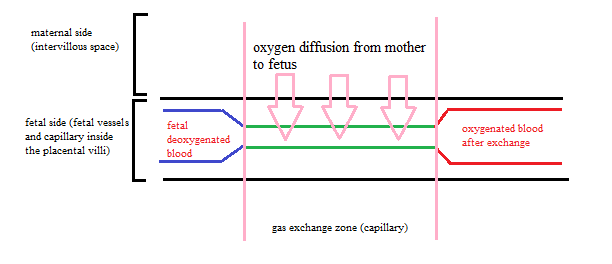 maternal side
(intervillous space)
oxygen diffusion from mother
to fetus
fetal side (fetal vessels
and capillary inside
the placental villi)
fetal
deoxygenated
blood
oxygenated blood
after exchange
gas exchange zone (capillary)